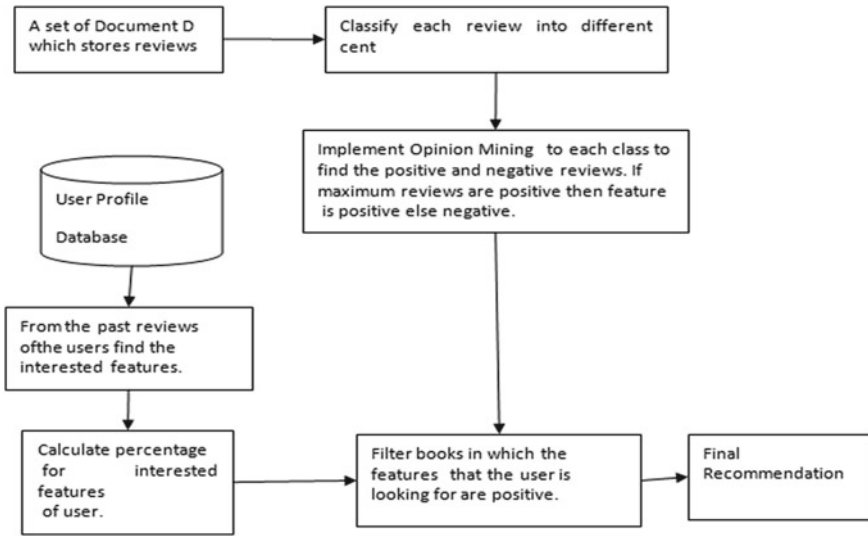 A set of Document D
which stores reviews
Classify each review into different
cent
Implement Opinion Mining to each class to
find the positive and negative reviews. If
maximum reviews are positive then feature
is positive else negative.
User Profile
Database
From the past reviews
ofthe users find the
interested features.
Calculate percentage
for interested
features
of user.
Filter books in which the
features that the user is
looking for are positive.
Final
Recommendation